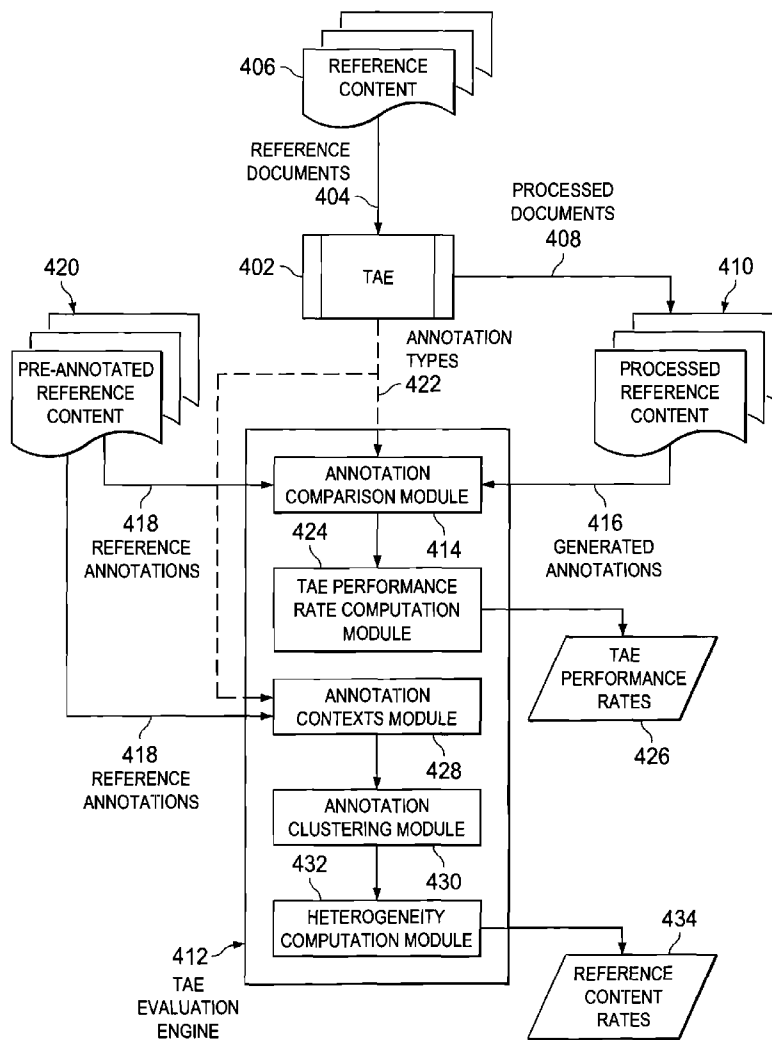 406
REFERENCE
CONTENT
REFERENCE
DOCUMENTS
404
PROCESSED
DOCUMENTS
408
402
TAE
420
410
PRE-ANNOTATED
REFERENCE
CONTENT
ANNOTATION
TYPES
422
PROCESSED
REFERENCE
CONTENT
ANNOTATION
COMPARISON MODULE
418
REFERENCE
ANNOTATIONS
424
414
416
GENERATED
ANNOTATIONS
TAE PERFORMANCE
RATE COMPUTATION
MODULE
TAE
PERFORMANCE
RATES
426
ANNOTATION
CONTEXTS MODULE
418
REFERENCE
ANNOTATIONS
428
ANNOTATION
CLUSTERING MODULE
432
430
HETEROGENEITY
COMPUTATION MODULE
434
412
TAE
EVALUATION
ENGINE
REFERENCE
CONTENT
RATES